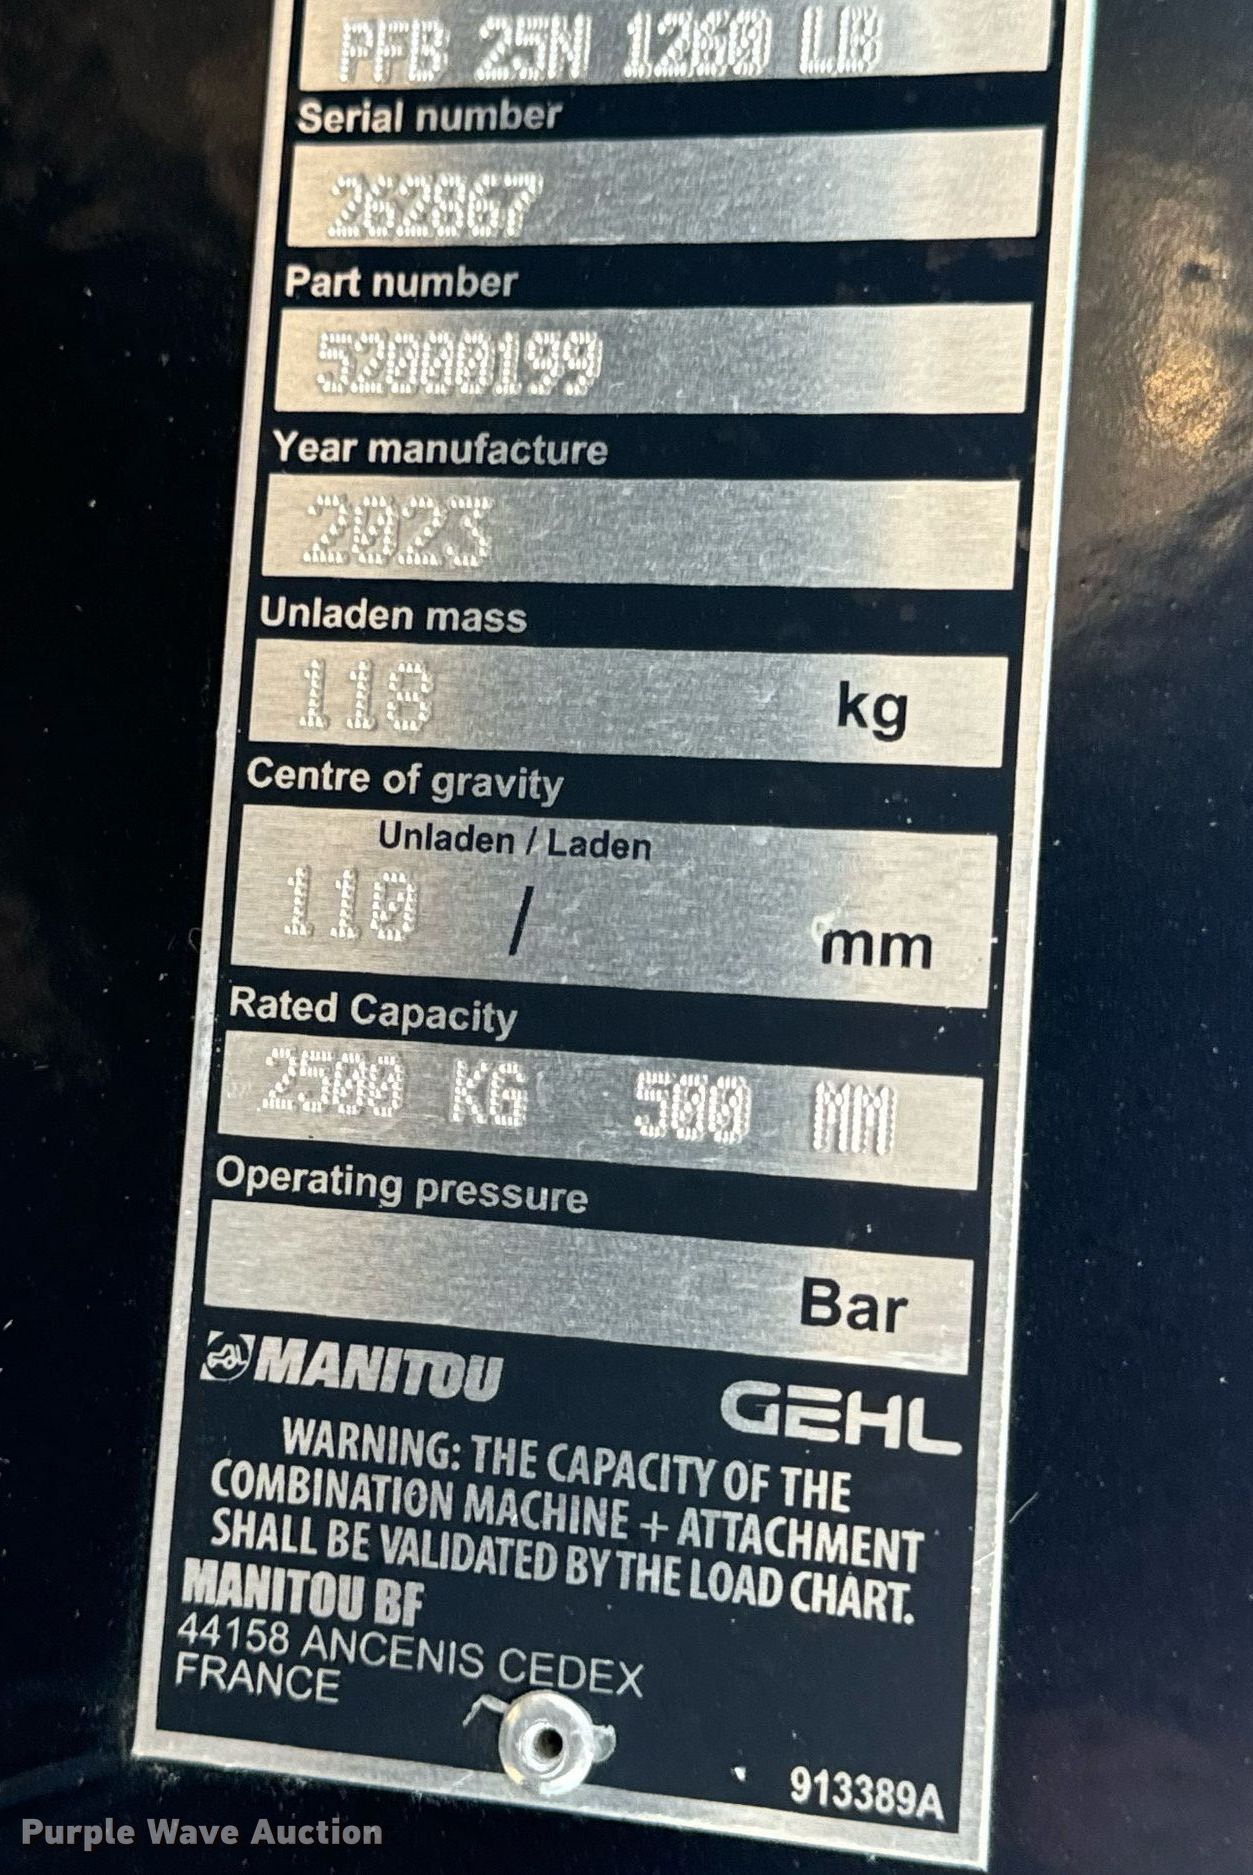 PFB 25N 1260 LB
Serial number
262867
Part number
52000199
Year manufacture
2023
Unladen mass
118 kg
Centre of gravity
Unladen / Laden
110 / mm
Rated Capacity
2500 KG 500 MM
Operating pressure
Bar
MANITOU GEHL
WARNING: THE CAPACITY OF THE
COMBINATION MACHINE + ATTACHMENT
SHALL BE VALIDATED BY THE LOAD CHART.
MANITOU BF
44158 ANCENIS CEDEX
FRANCE
913389A
Purple Wave Auction